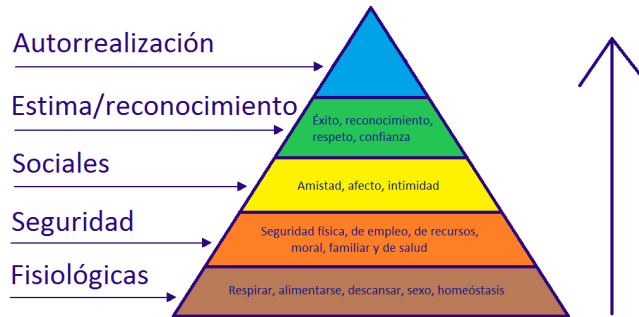 Autorrealización
Estima/reconocimiento
Éxito, reconocimiento,
respeto, confianza
Sociales
Amistad, afecto, intimidad
Seguridad
Seguridad física, de empleo, de recursos,
moral, familiar y de salud
Fisiológicas
Respirar, alimentarse, descansar, sexo, homeóstasis